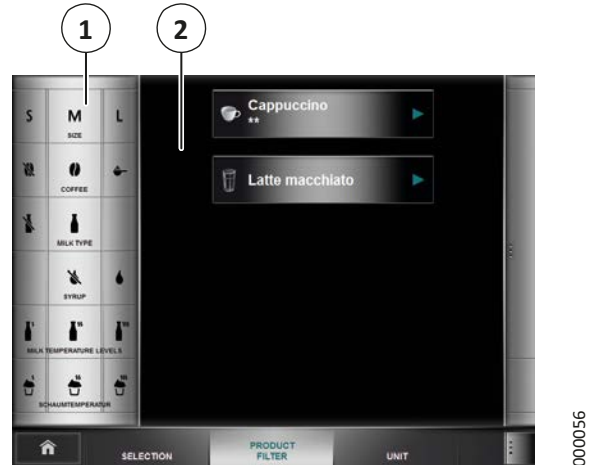 1
2
S M L
SIZE
COFFEE
MILK TYPE
SYRUP
MILK TEMPERATURE LEVELS
SCHAUMTEMPERATUR
Cappuccino
**
Latte macchiato
SELECTION
PRODUCT
FILTER
UNIT
000056